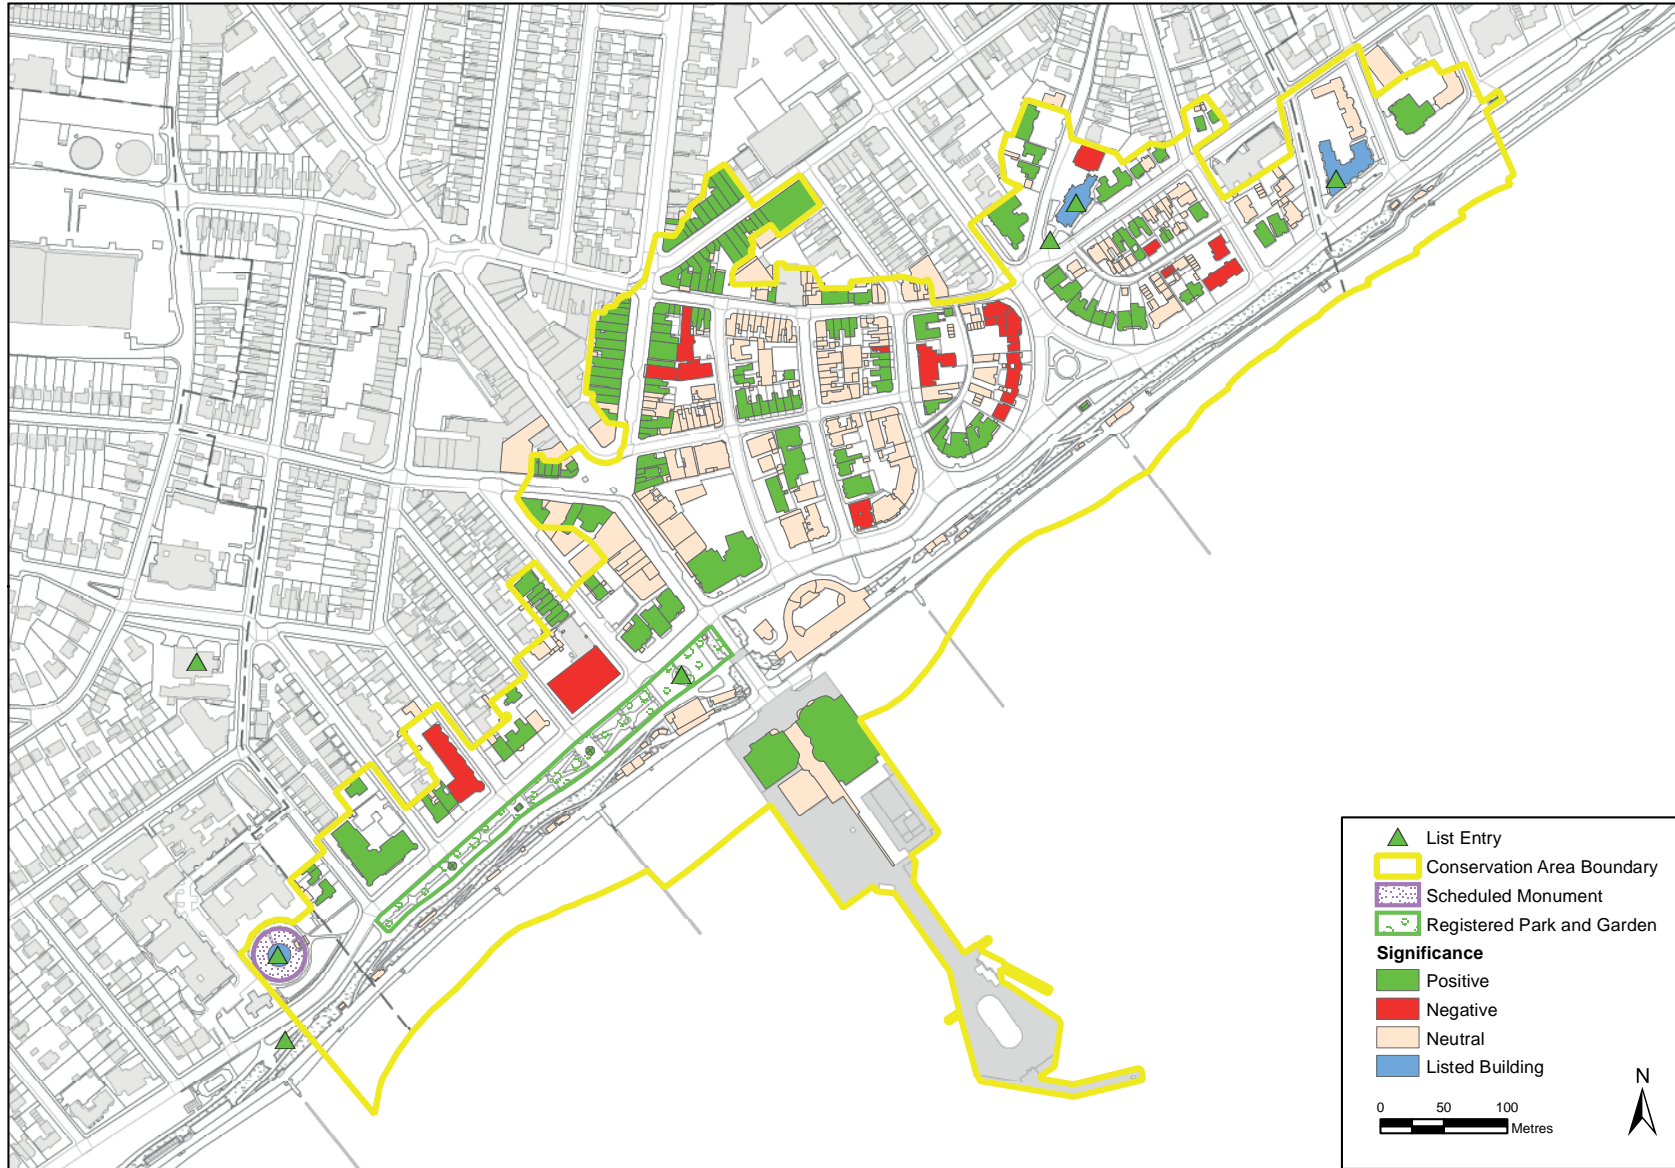 List Entry
Conservation Area Boundary
Scheduled Monument
Registered Park and Garden
Significance
Positive
Negative
Neutral
Listed Building
N
0 50 100
Metres